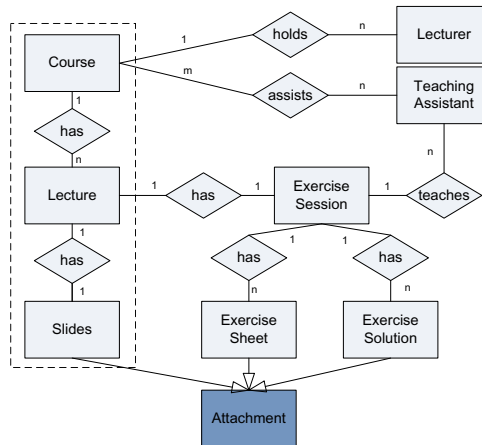 1
holds
n
Lecturer
Course
m
assists
n
Teaching
Assistant
1
has
n
n
Lecture
1
has
1
Exercise
Session
1
teaches
1
has
1
1
has
n
1
has
n
Slides
Exercise
Sheet
Exercise
Solution
Attachment